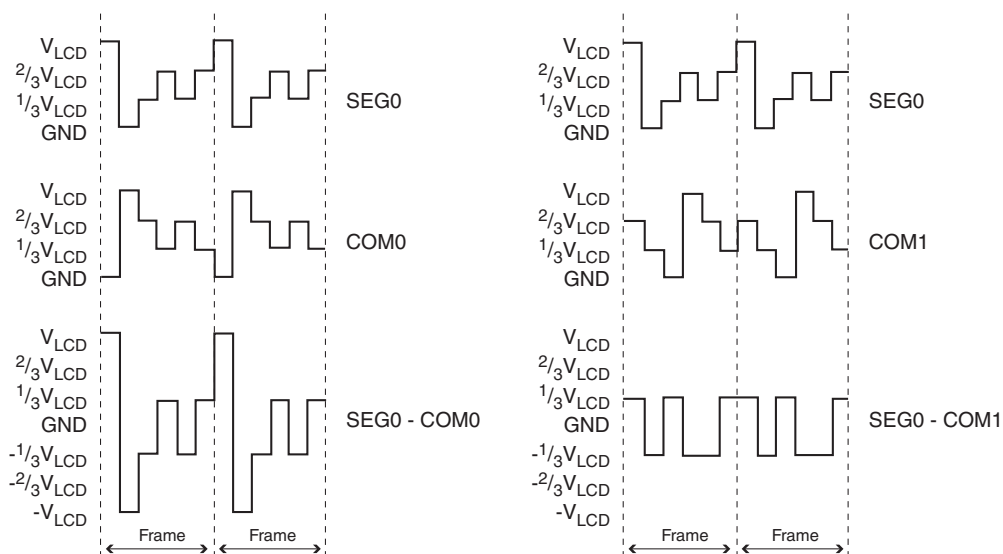 V_LCD
²/₃V_LCD
¹/₃V_LCD
GND
SEG0
V_LCD
²/₃V_LCD
¹/₃V_LCD
GND
COM0
V_LCD
²/₃V_LCD
¹/₃V_LCD
GND
-¹/₃V_LCD
-²/₃V_LCD
-V_LCD
SEG0 - COM0
Frame
Frame
V_LCD
²/₃V_LCD
¹/₃V_LCD
GND
SEG0
V_LCD
²/₃V_LCD
¹/₃V_LCD
GND
COM1
V_LCD
²/₃V_LCD
¹/₃V_LCD
GND
-¹/₃V_LCD
-²/₃V_LCD
-V_LCD
SEG0 - COM1
Frame
Frame